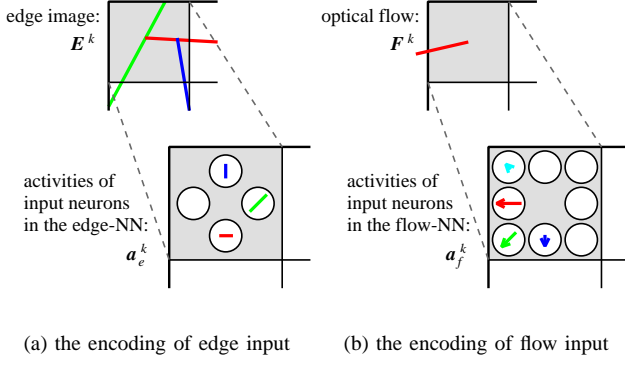 edge image:
E^k
optical flow:
F^k
activities of
input neurons
in the edge-NN:
a_e^k
activities of
input neurons
in the flow-NN:
a_f^k
(a) the encoding of edge input
(b) the encoding of flow input